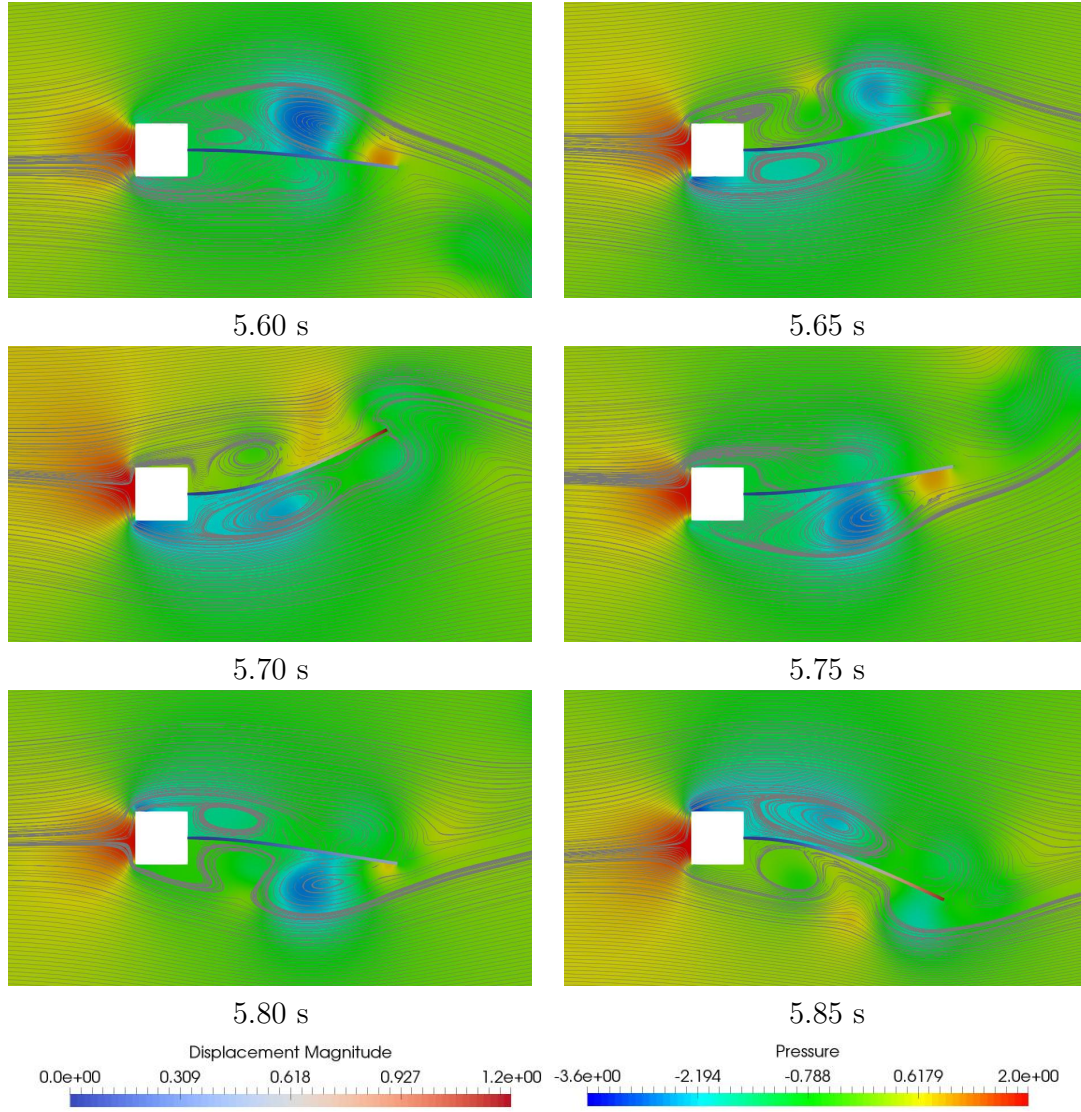 5.60 s
5.65 s
5.70 s
5.75 s
5.80 s
5.85 s
Displacement Magnitude
0.0e+00 0.309 0.618 0.927 1.2e+00
Pressure
-3.6e+00 -2.194 -0.788 0.6179 2.0e+00